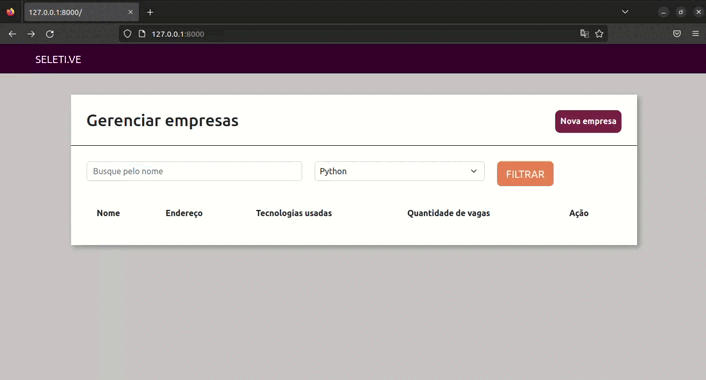 127.0.0.1:8000/
127.0.0.1:8000
SELETI.VE
Gerenciar empresas
Nova empresa
Busque pelo nome
Python
FILTRAR
Nome Endereço Tecnologias usadas Quantidade de vagas Ação